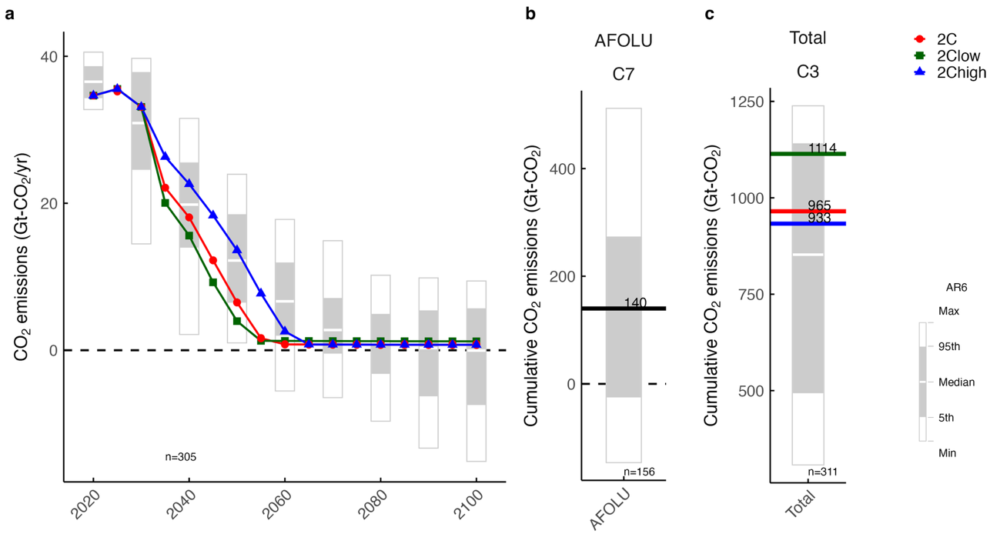 a
CO₂ emissions (Gt-CO₂/yr)
40
20
0
n=305
2020
2040
2060
2080
2100
b
AFOLU
C7
Cumulative CO₂ emissions (Gt-CO₂)
400
200
0
140
n=156
AFOLU
c
Total
C3
Cumulative CO₂ emissions (Gt-CO₂)
1250
1000
750
500
1114
965
933
n=311
Total
2C
2Clow
2Chigh
AR6
Max
95th
Median
5th
Min